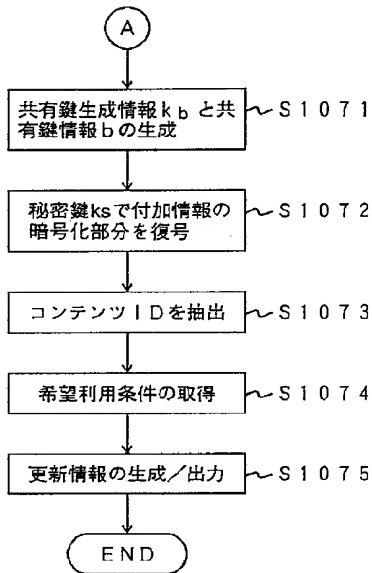 A
共有鍵生成情報kbと共
有鍵情報bの生成
S1071
秘密鍵ksで付加情報の
暗号化部分を復号
S1072
コンテンツIDを抽出
S1073
希望利用条件の取得
S1074
更新情報の生成／出力
S1075
END